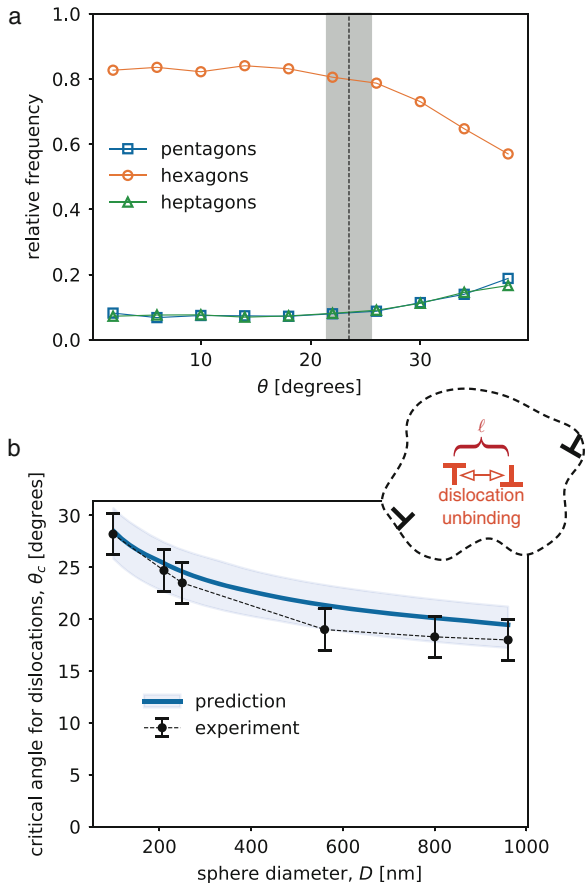 a
1.0
0.8
0.6
0.4
0.2
0.0
relative frequency
pentagons
hexagons
heptagons
10
20
30
θ [degrees]
b
ℓ
dislocation
unbinding
30
25
20
15
10
5
0
critical angle for dislocations, θc [degrees]
prediction
experiment
200
400
600
800
1000
sphere diameter, D [nm]